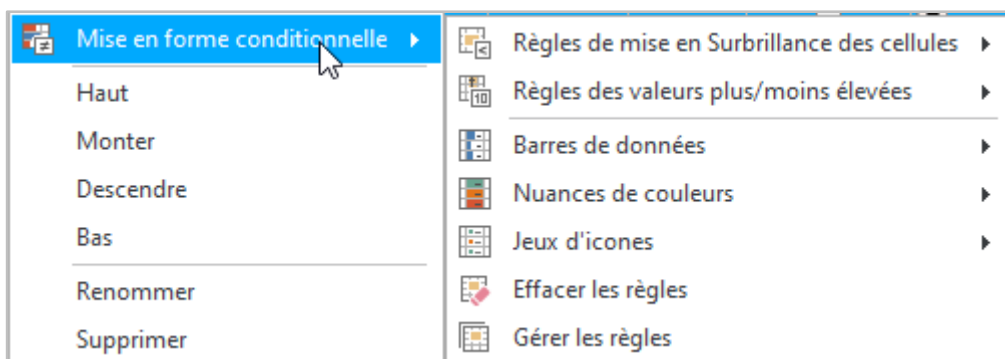 Mise en forme conditionnelle
Haut
Monter
Descendre
Bas
Renommer
Supprimer
Règles de mise en Surbrillance des cellules
Règles des valeurs plus/moins élevées
Barres de données
Nuances de couleurs
Jeux d'icones
Effacer les règles
Gérer les règles